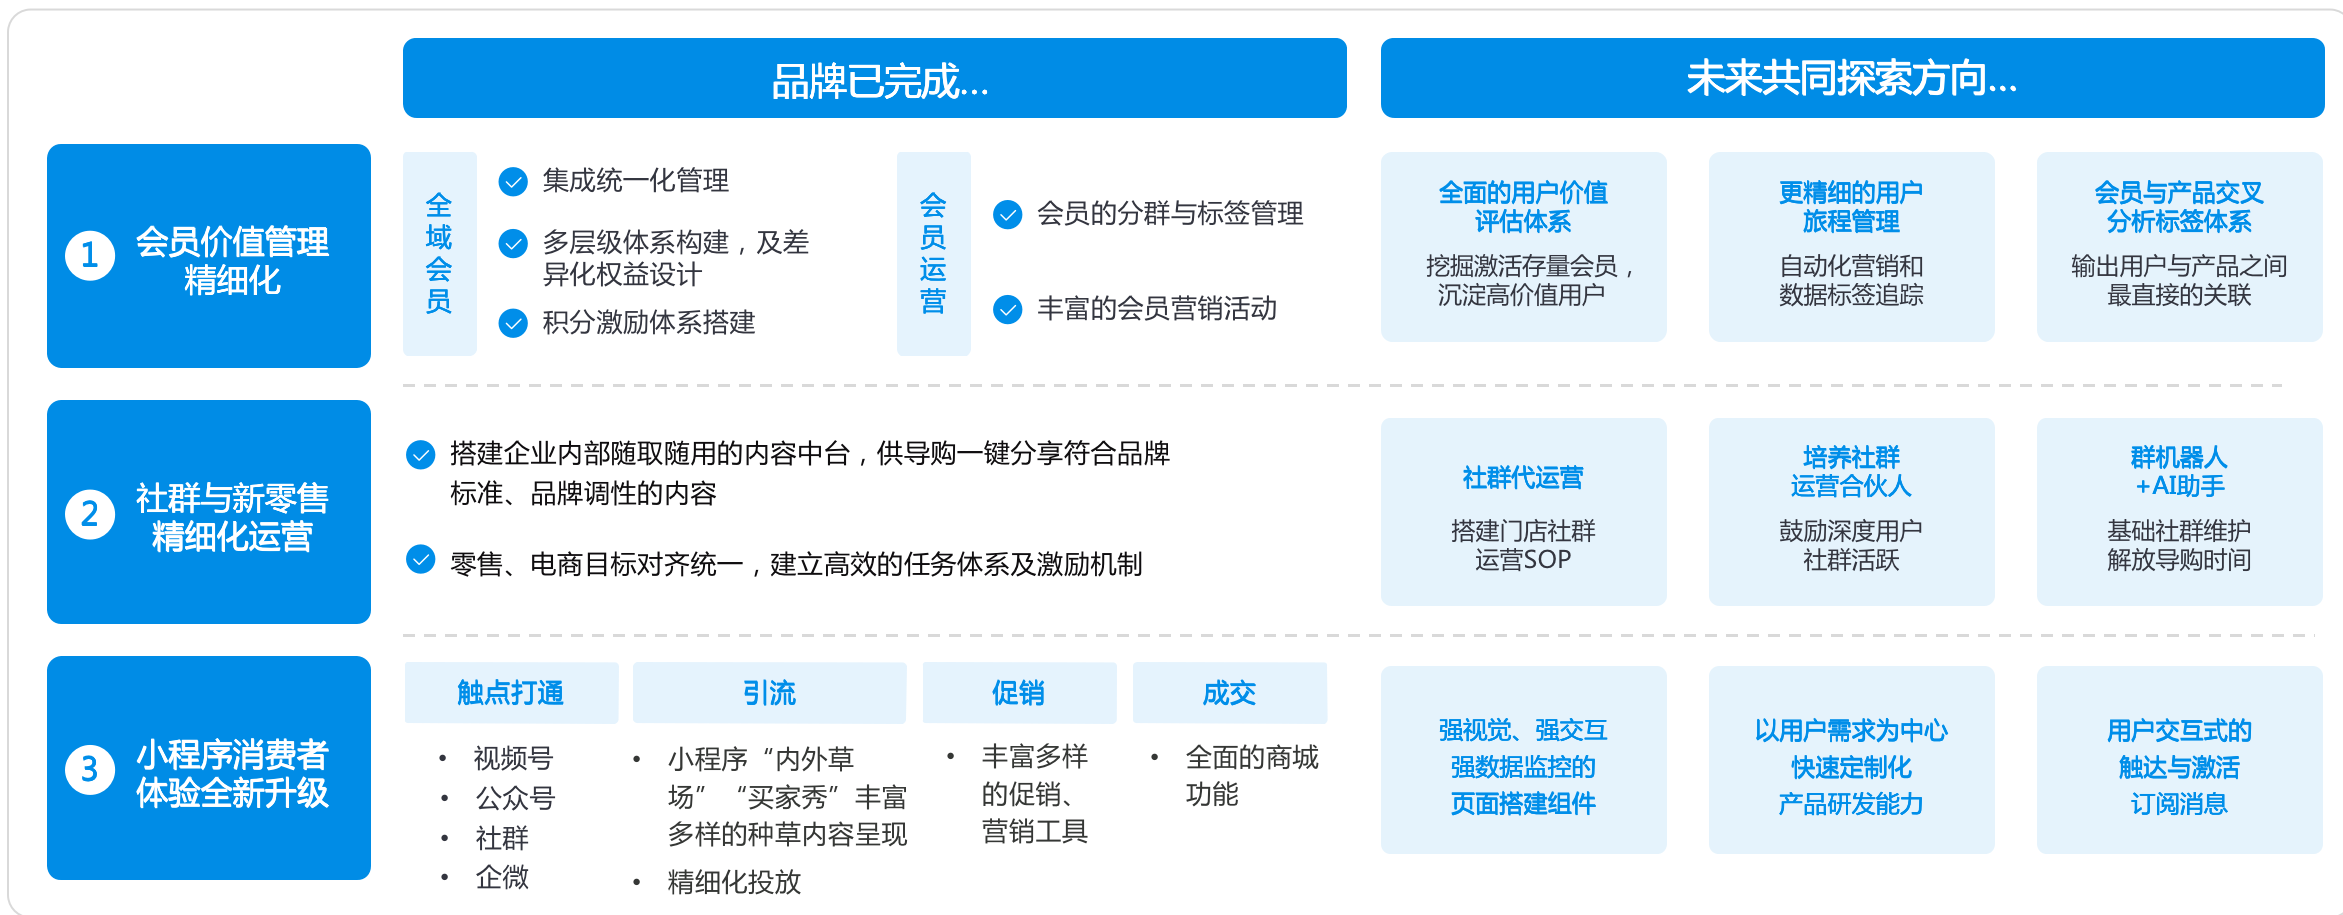 品牌已完成...
未来共同探索方向...
1
会员价值管理
精细化
全
域
会
员
集成统一化管理
多层级体系构建，及差
异化权益设计
积分激励体系搭建
会
员
运
营
会员的分群与标签管理
丰富的会员营销活动
全面的用户价值
评估体系
挖掘激活存量会员，
沉淀高价值用户
更精细的用户
旅程管理
自动化营销和
数据标签追踪
会员与产品交叉
分析标签体系
输出用户与产品之间
最直接的关联
2
社群与新零售
精细化运营
搭建企业内部随取随用的内容中台，供导购一键分享符合品牌
标准、品牌调性的内容
零售、电商目标对齐统一，建立高效的任务体系及激励机制
社群代运营
搭建门店社群
运营SOP
培养社群
运营合伙人
鼓励深度用户
社群活跃
群机器人
+AI助手
基础社群维护
解放导购时间
3
小程序消费者
体验全新升级
触点打通
• 视频号
• 公众号
• 社群
• 企微
引流
• 小程序“内外草
场”“买家秀”丰富
多样的种草内容呈现
• 精细化投放
促销
• 丰富多样
的促销、
营销工具
成交
• 全面的商城
功能
强视觉、强交互
强数据监控的
页面搭建组件
以用户需求为中心
快速定制化
产品研发能力
用户交互式的
触达与激活
订阅消息